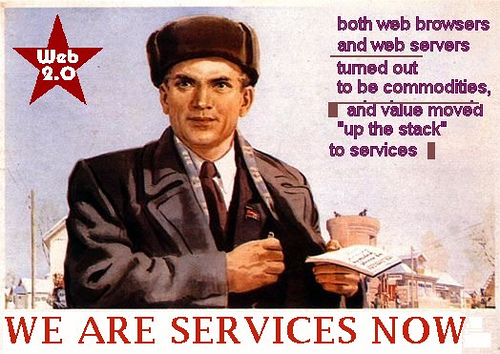 Web
2.0
both web browsers
and web servers
turned out
to be commodities,
and value moved
"up the stack"
to services
WE ARE SERVICES NOW